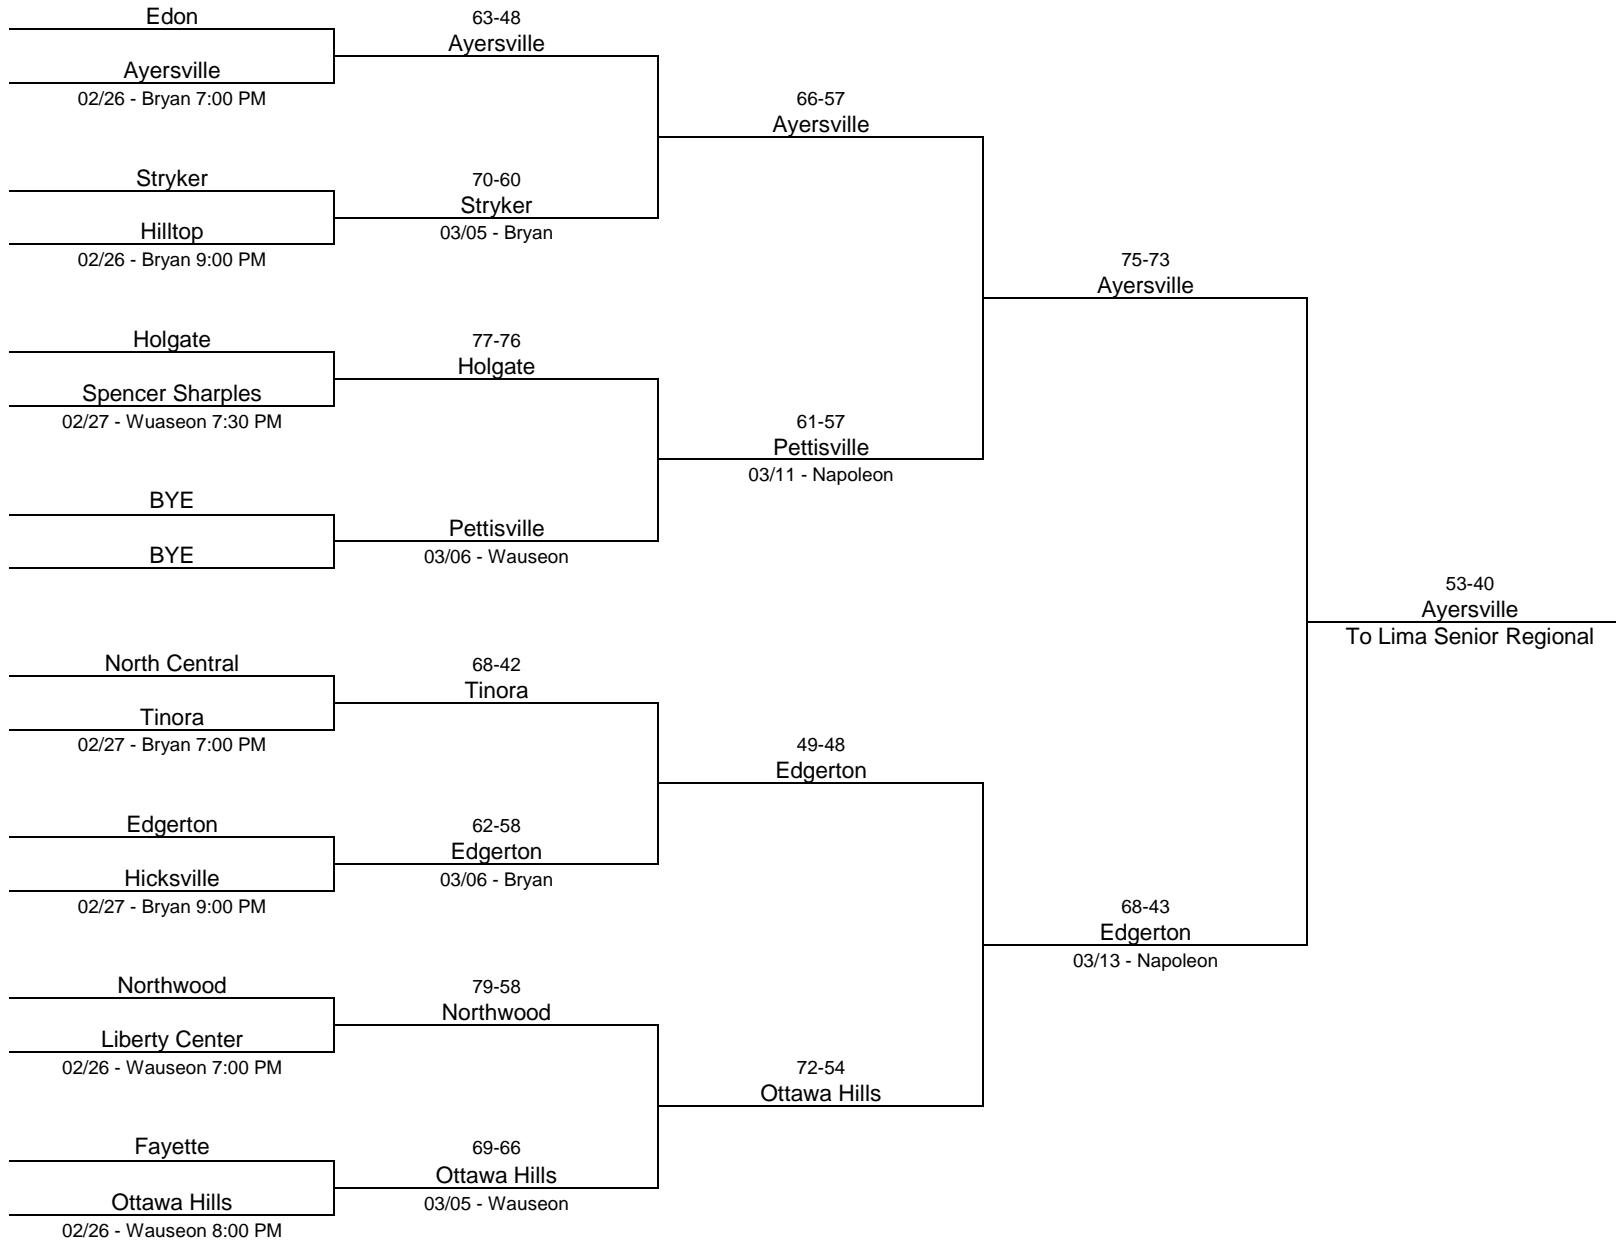 Edon
Ayersville
02/26 - Bryan 7:00 PM
Stryker
Hilltop
02/26 - Bryan 9:00 PM
Holgate
Spencer Sharples
02/27 - Wuaseon 7:30 PM
BYE
BYE
North Central
Tinora
02/27 - Bryan 7:00 PM
Edgerton
Hicksville
02/27 - Bryan 9:00 PM
Northwood
Liberty Center
02/26 - Wauseon 7:00 PM
Fayette
Ottawa Hills
02/26 - Wauseon 8:00 PM
63-48
Ayersville
70-60
Stryker
03/05 - Bryan
77-76
Holgate
Pettisville
03/06 - Wauseon
68-42
Tinora
62-58
Edgerton
03/06 - Bryan
79-58
Northwood
69-66
Ottawa Hills
03/05 - Wauseon
66-57
Ayersville
61-57
Pettisville
03/11 - Napoleon
49-48
Edgerton
72-54
Ottawa Hills
75-73
Ayersville
68-43
Edgerton
03/13 - Napoleon
53-40
Ayersville
To Lima Senior Regional